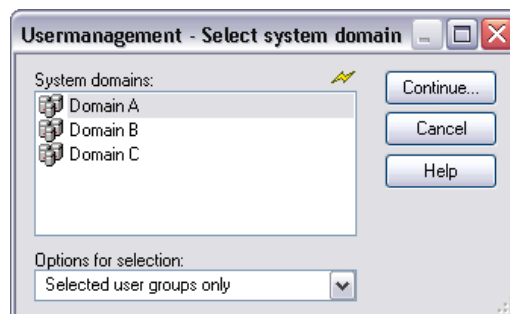 Usermanagement - Select system domain
System domains:
Domain A
Domain B
Domain C
Continue...
Cancel
Help
Options for selection:
Selected user groups only